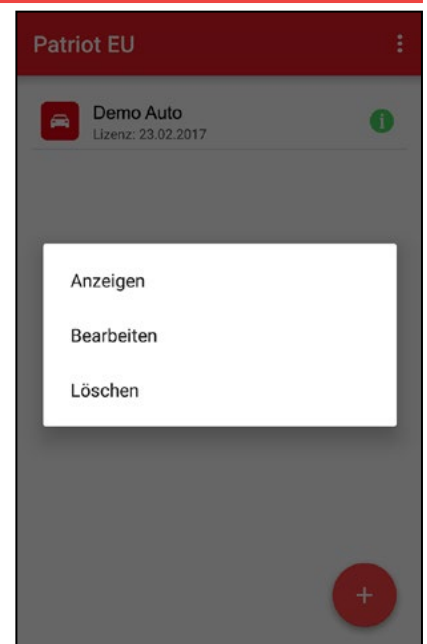 Patriot EU
Demo Auto
Lizenz: 23.02.2017
Anzeigen
Bearbeiten
Löschen